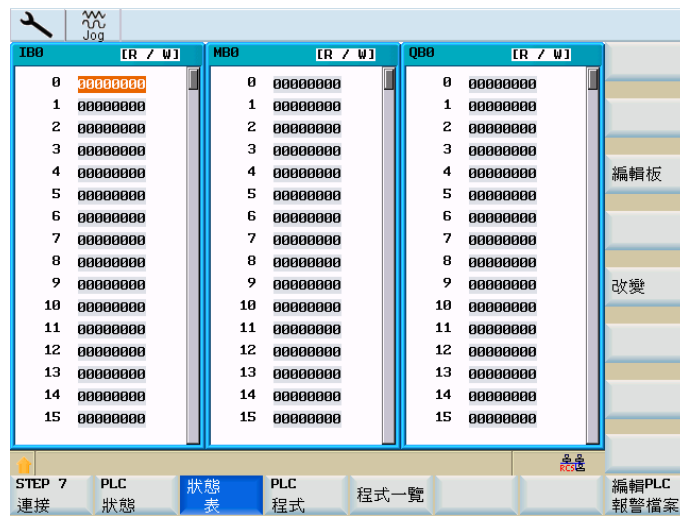 Jog
IB0 [R / W] MB0 [R / W] QB0 [R / W]
0 00000000 0 00000000 0 00000000
1 00000000 1 00000000 1 00000000
2 00000000 2 00000000 2 00000000
3 00000000 3 00000000 3 00000000
4 00000000 4 00000000 4 00000000 編輯板
5 00000000 5 00000000 5 00000000
6 00000000 6 00000000 6 00000000
7 00000000 7 00000000 7 00000000
8 00000000 8 00000000 8 00000000
9 00000000 9 00000000 9 00000000 改變
10 00000000 10 00000000 10 00000000
11 00000000 11 00000000 11 00000000
12 00000000 12 00000000 12 00000000
13 00000000 13 00000000 13 00000000
14 00000000 14 00000000 14 00000000
15 00000000 15 00000000 15 00000000
RCS
STEP 7
連接
PLC
狀態
狀態
表
PLC
程式
程式一覽
編輯PLC
報警檔案